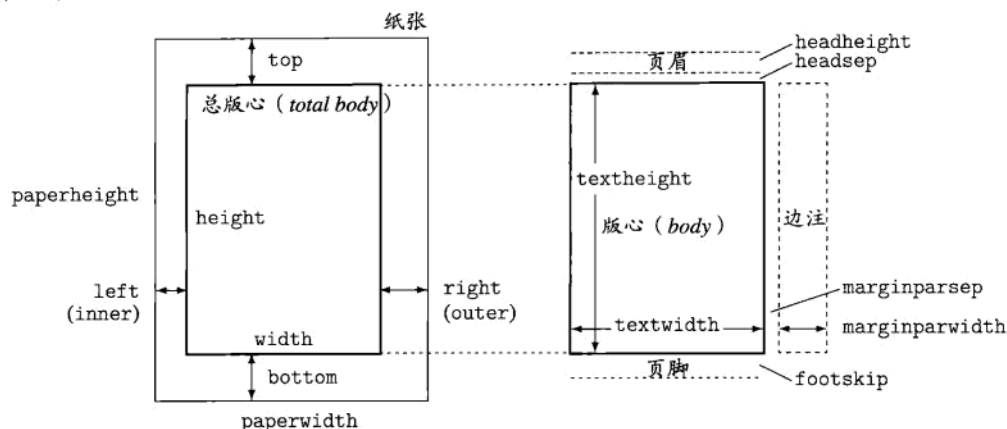 纸张
top
总版心（total body）
paperheight
height
left
(inner)
right
(outer)
width
bottom
paperwidth
headheight
页眉
headsep
textheight
版心（body）
边注
marginparsep
textwidth
marginparwidth
页脚
footskip